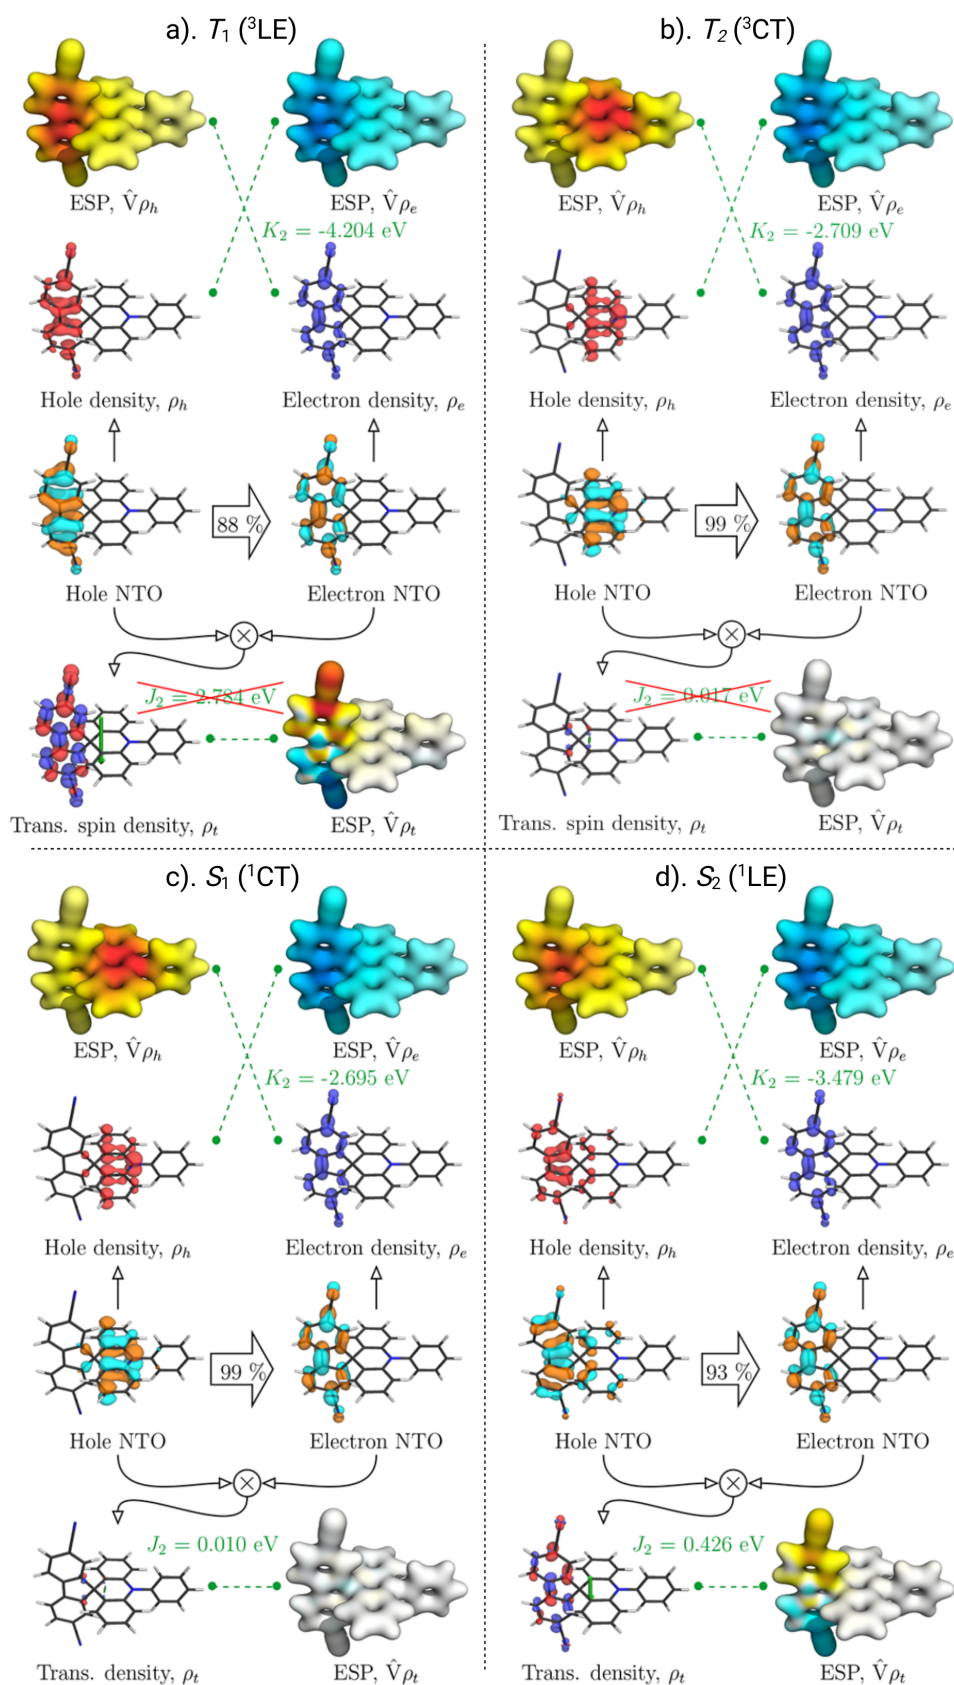 a). T₁ (³LE)
ESP, V̂ρₕ
ESP, V̂ρₑ
K₂ = -4.204 eV
Hole density, ρₕ
Electron density, ρₑ
88 %
Hole NTO
Electron NTO
J₂ = 2.784 eV
Trans. spin density, ρₜ
ESP, V̂ρₜ
b). T₂ (³CT)
ESP, V̂ρₕ
ESP, V̂ρₑ
K₂ = -2.709 eV
Hole density, ρₕ
Electron density, ρₑ
99 %
Hole NTO
Electron NTO
J₂ = 0.017 eV
Trans. spin density, ρₜ
ESP, V̂ρₜ
c). S₁ (¹CT)
ESP, V̂ρₕ
ESP, V̂ρₑ
K₂ = -2.695 eV
Hole density, ρₕ
Electron density, ρₑ
99 %
Hole NTO
Electron NTO
J₂ = 0.010 eV
Trans. density, ρₜ
ESP, V̂ρₜ
d). S₂ (¹LE)
ESP, V̂ρₕ
ESP, V̂ρₑ
K₂ = -3.479 eV
Hole density, ρₕ
Electron density, ρₑ
93 %
Hole NTO
Electron NTO
J₂ = 0.426 eV
Trans. density, ρₜ
ESP, V̂ρₜ